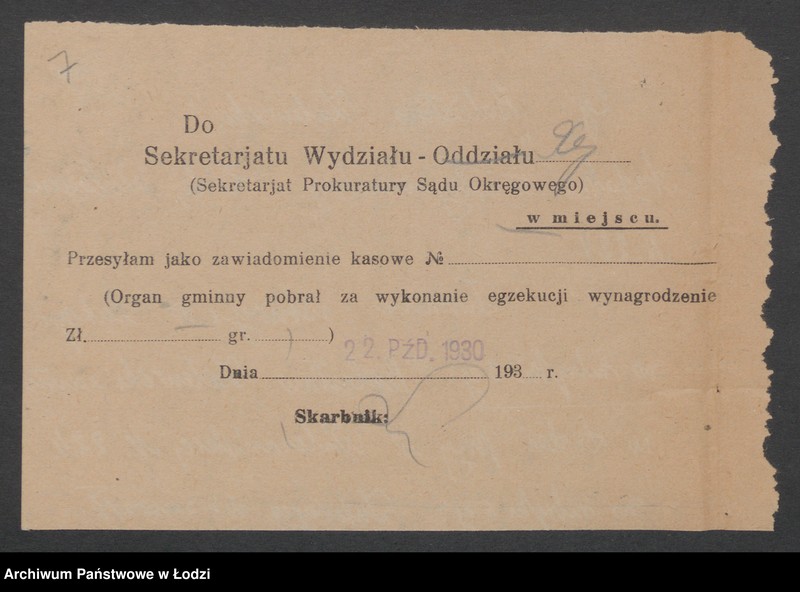 7
Do
Sekretarjatu Wydziału - Oddziału
(Sekretarjat Prokuratury Sądu Okręgowego)
w miejscu.
Przesyłam jako zawiadomienie kasowe №
(Organ gminny pobrał za wykonanie egzekucji wynagrodzenie
Zł. — gr. )
22. PŹD. 1930
Dnia 193 r.
Skarbnik:
Archiwum Państwowe w Łodzi